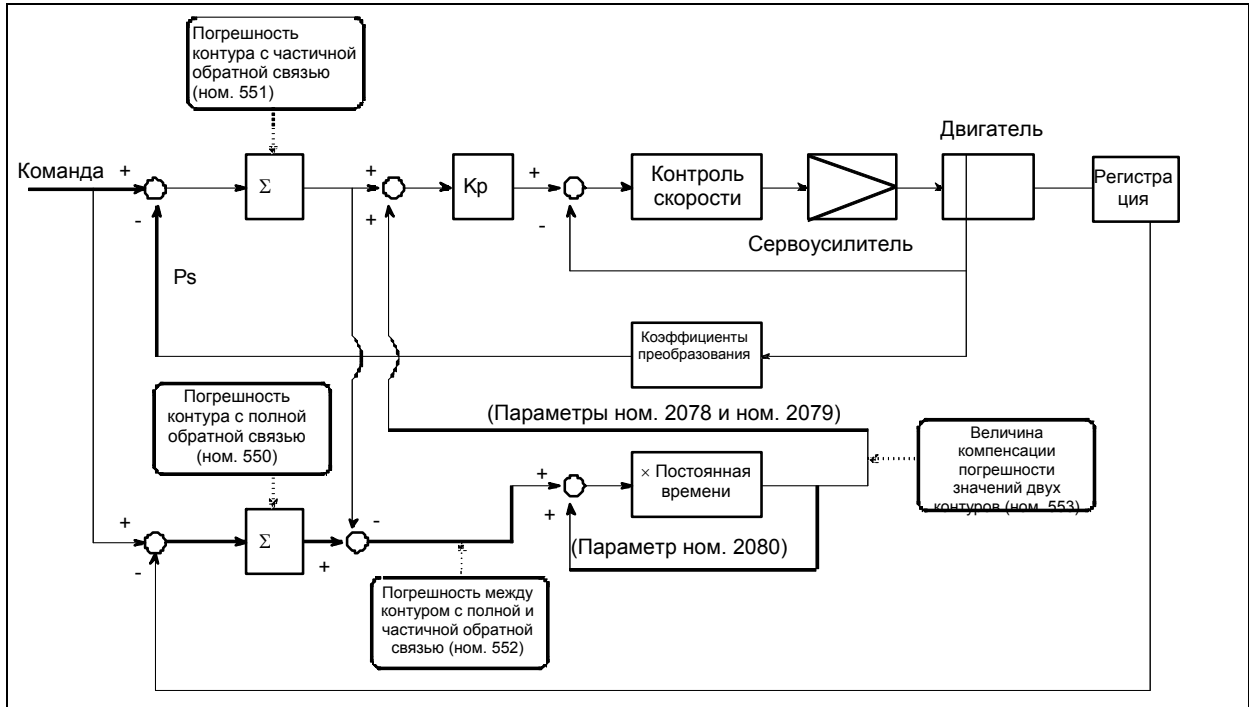 Погрешность
контура с частичной
обратной связью
(ном. 551)
Двигатель
Команда
+
-
Σ
+
+
Kp
+
-
Контроль
скорости
Регистра
ция
Сервоусилитель
Ps
Коэффициенты
преобразования
Погрешность
контура с полной
обратной связью
(ном. 550)
(Параметры ном. 2078 и ном. 2079)
Величина
компенсации
погрешности
значений двух
контуров (ном. 553)
+
+
× Постоянная
времени
+
-
Σ
+
-
(Параметр ном. 2080)
Погрешность между
контуром с полной и
частичной обратной
связью (ном. 552)